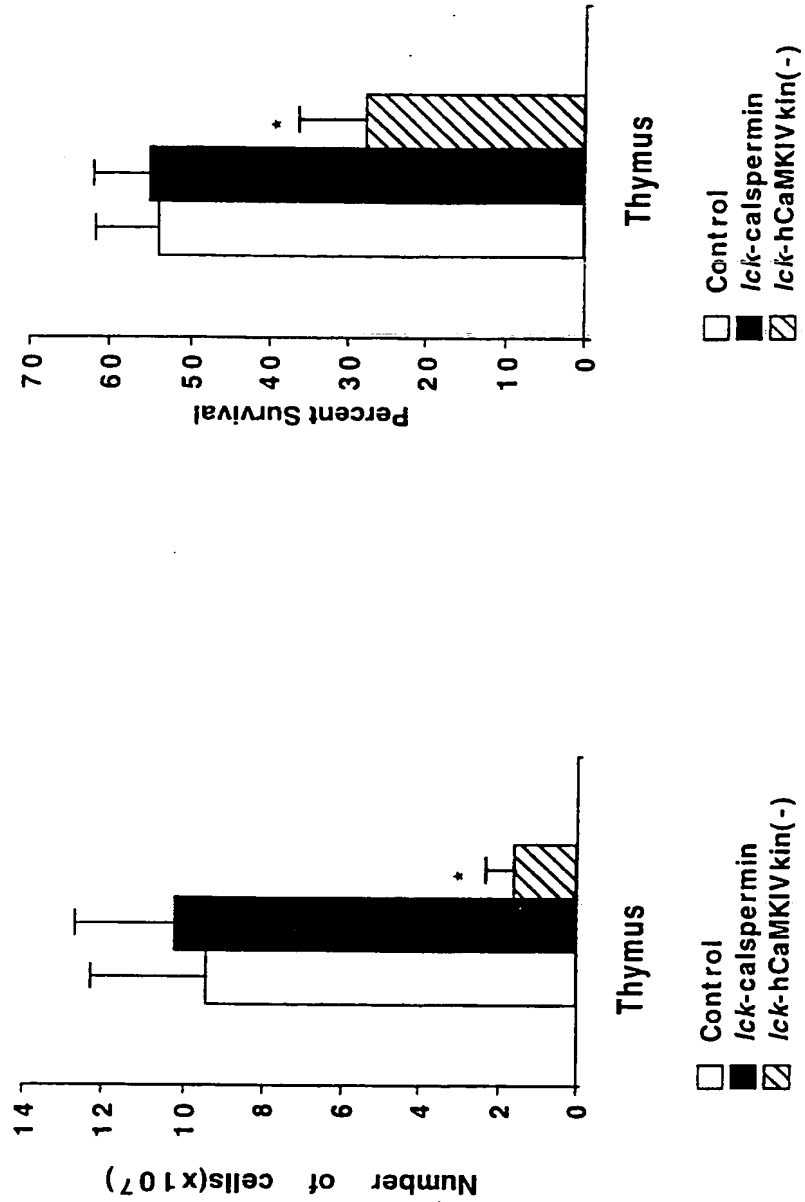 14
12
10
8
6
4
2
0
Number of cells(x10⁷)
*
Thymus
Control
lck-calspermin
lck-hCaMKIVkin(-)
70
60
50
40
30
20
10
0
Percent Survival
*
Thymus
Control
lck-calspermin
lck-hCaMKIVkin(-)